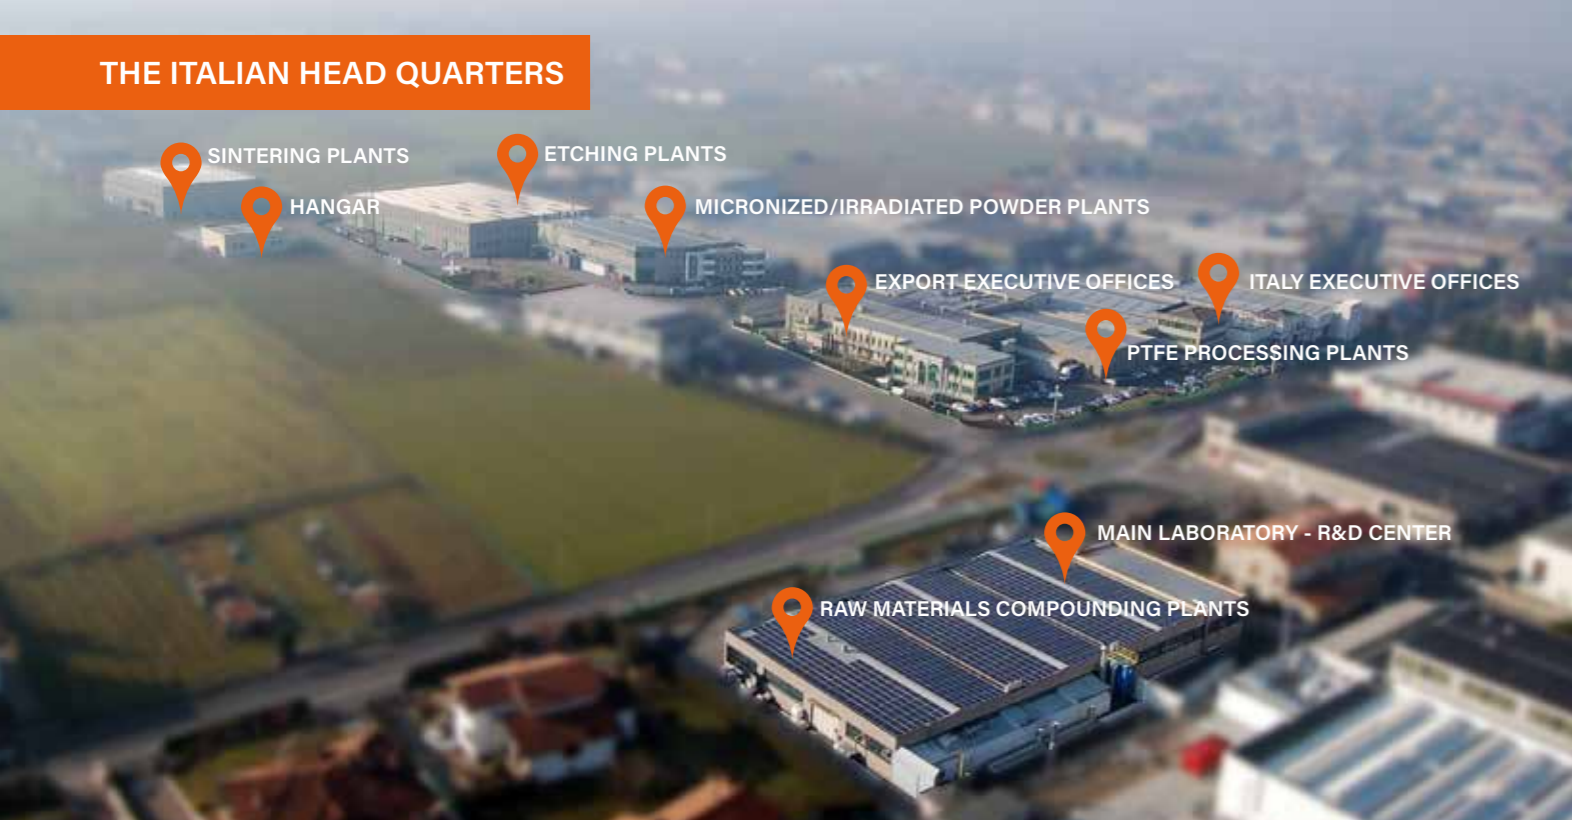 THE ITALIAN HEAD QUARTERS
SINTERING PLANTS
ETCHING PLANTS
HANGAR
MICRONIZED/IRRADIATED POWDER PLANTS
EXPORT EXECUTIVE OFFICES
ITALY EXECUTIVE OFFICES
PTFE PROCESSING PLANTS
MAIN LABORATORY - R&D CENTER
RAW MATERIALS COMPOUNDING PLANTS